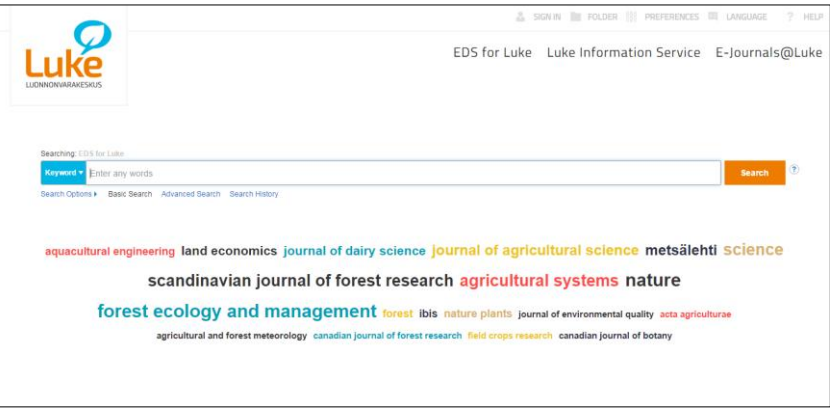 SIGN IN FOLDER PREFERENCES LANGUAGE ? HELP
Luke
LUONNONVARAKESKUS
EDS for Luke Luke Information Service E-Journals@Luke
Searching: EDS for Luke
Keyword Enter any words Search ?
Search Options Basic Search Advanced Search Search History
aquacultural engineering land economics journal of dairy science journal of agricultural science metsälehti science
scandinavian journal of forest research agricultural systems nature
forest ecology and management forest ibis nature plants journal of environmental quality acta agriculturae
agricultural and forest meteorology canadian journal of forest research field crops research canadian journal of botany